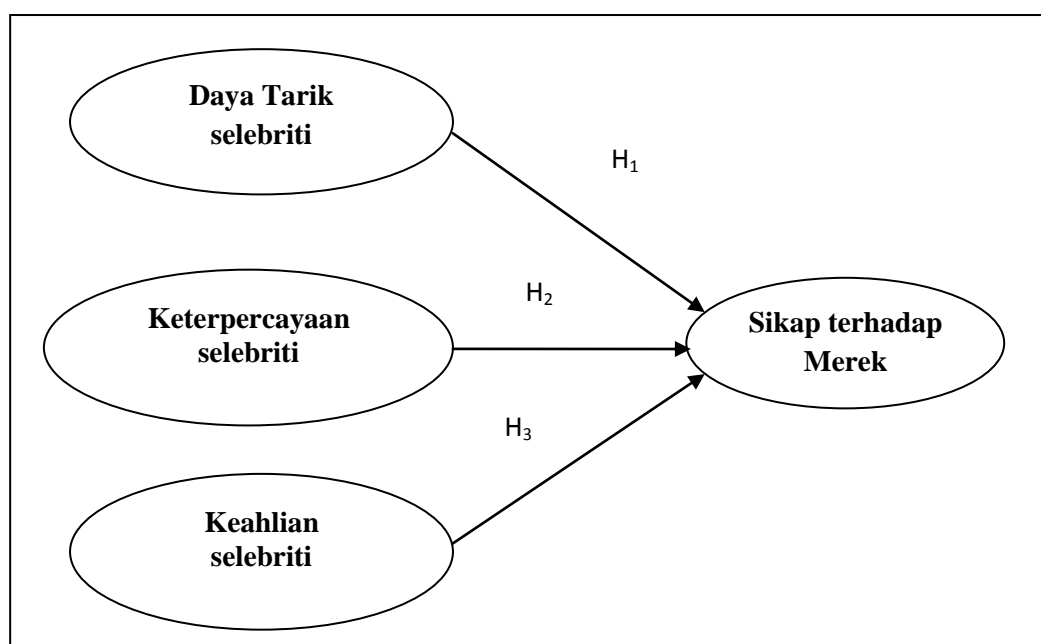 Daya Tarik
selebriti
H₁
H₂
Keterpercayaan
selebriti
Sikap terhadap
Merek
H₃
Keahlian
selebriti